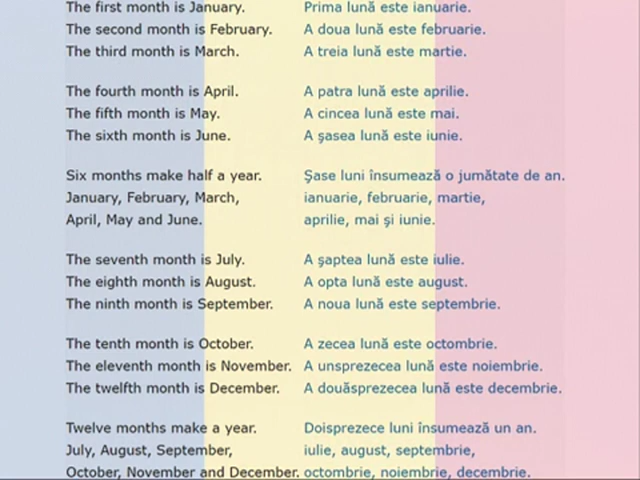 The first month is January. Prima lună este ianuarie.
The second month is February. A doua lună este februarie.
The third month is March. A treia lună este martie.
The fourth month is April. A patra lună este aprilie.
The fifth month is May. A cincea lună este mai.
The sixth month is June. A şasea lună este iunie.
Six months make half a year. Şase luni însumează o jumătate de an.
January, February, March, ianuarie, februarie, martie,
April, May and June. aprilie, mai şi iunie.
The seventh month is July. A şaptea lună este iulie.
The eighth month is August. A opta lună este august.
The ninth month is September. A noua lună este septembrie.
The tenth month is October. A zecea lună este octombrie.
The eleventh month is November. A unsprezecea lună este noiembrie.
The twelfth month is December. A douăsprezecea lună este decembrie.
Twelve months make a year. Doisprezece luni însumează un an.
July, August, September, iulie, august, septembrie,
October, November and December. octombrie, noiembrie, decembrie.